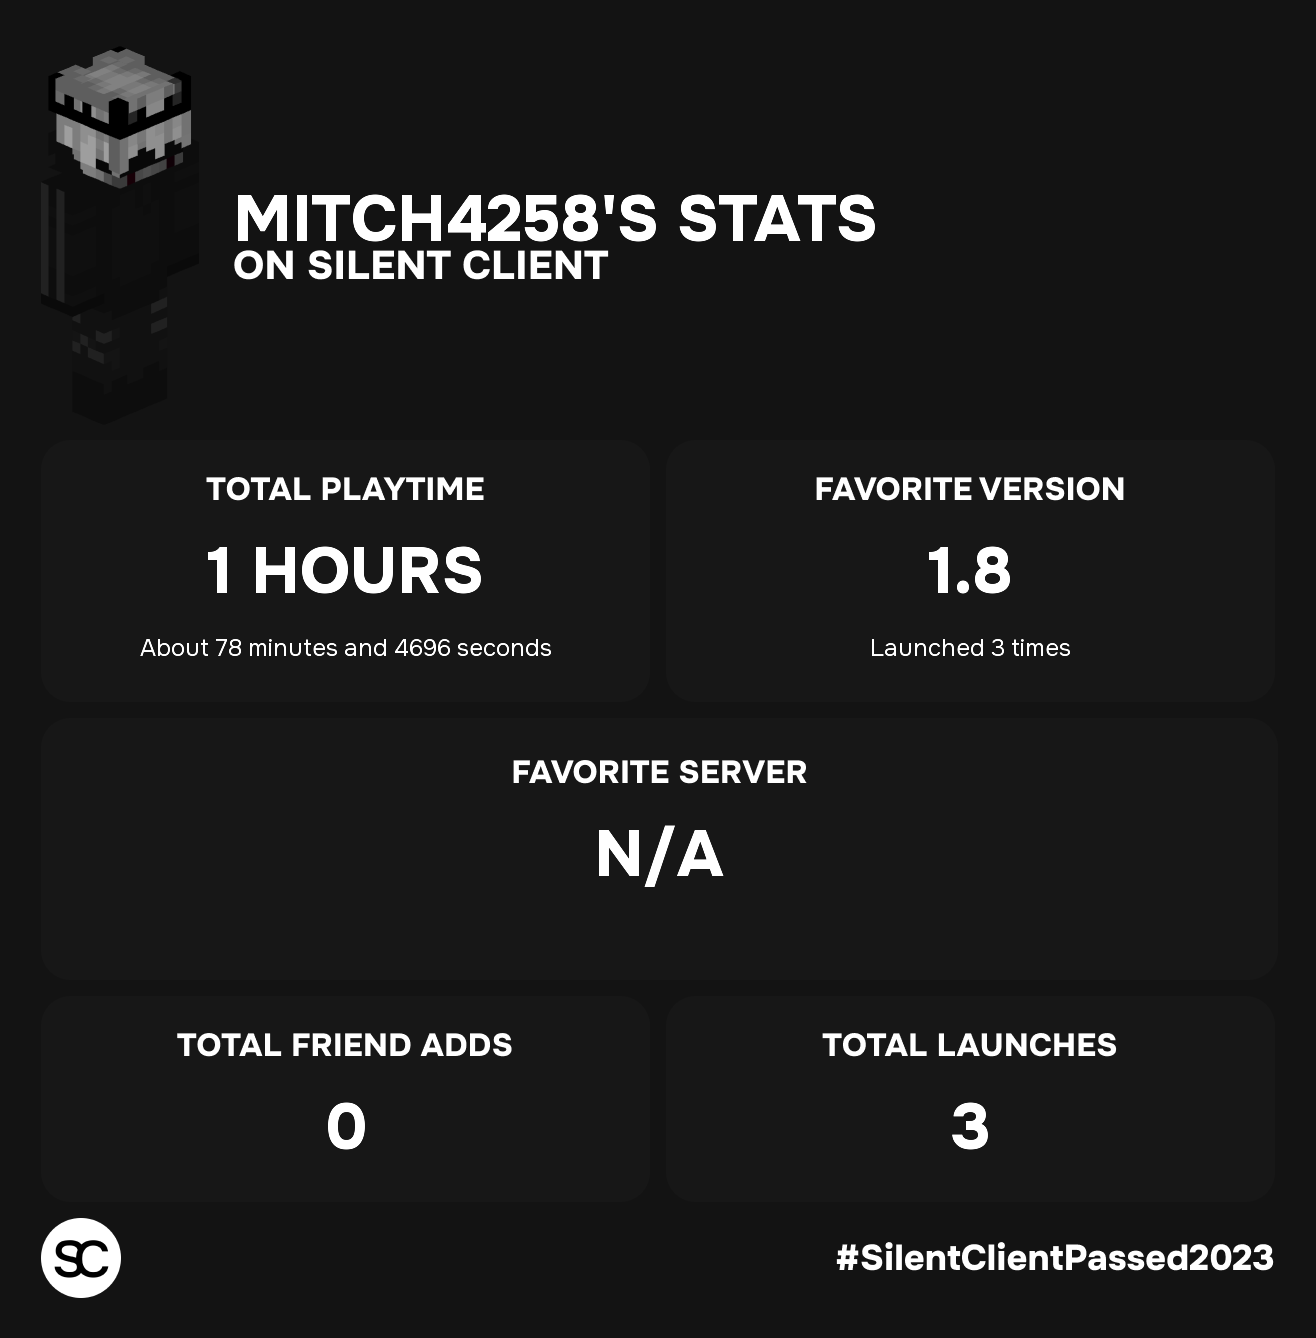 MITCH4258'S STATS
ON SILENT CLIENT
TOTAL PLAYTIME
1 HOURS
About 78 minutes and 4696 seconds
FAVORITE VERSION
1.8
Launched 3 times
FAVORITE SERVER
N/A
TOTAL FRIEND ADDS
0
TOTAL LAUNCHES
3
SC
#SilentClientPassed2023